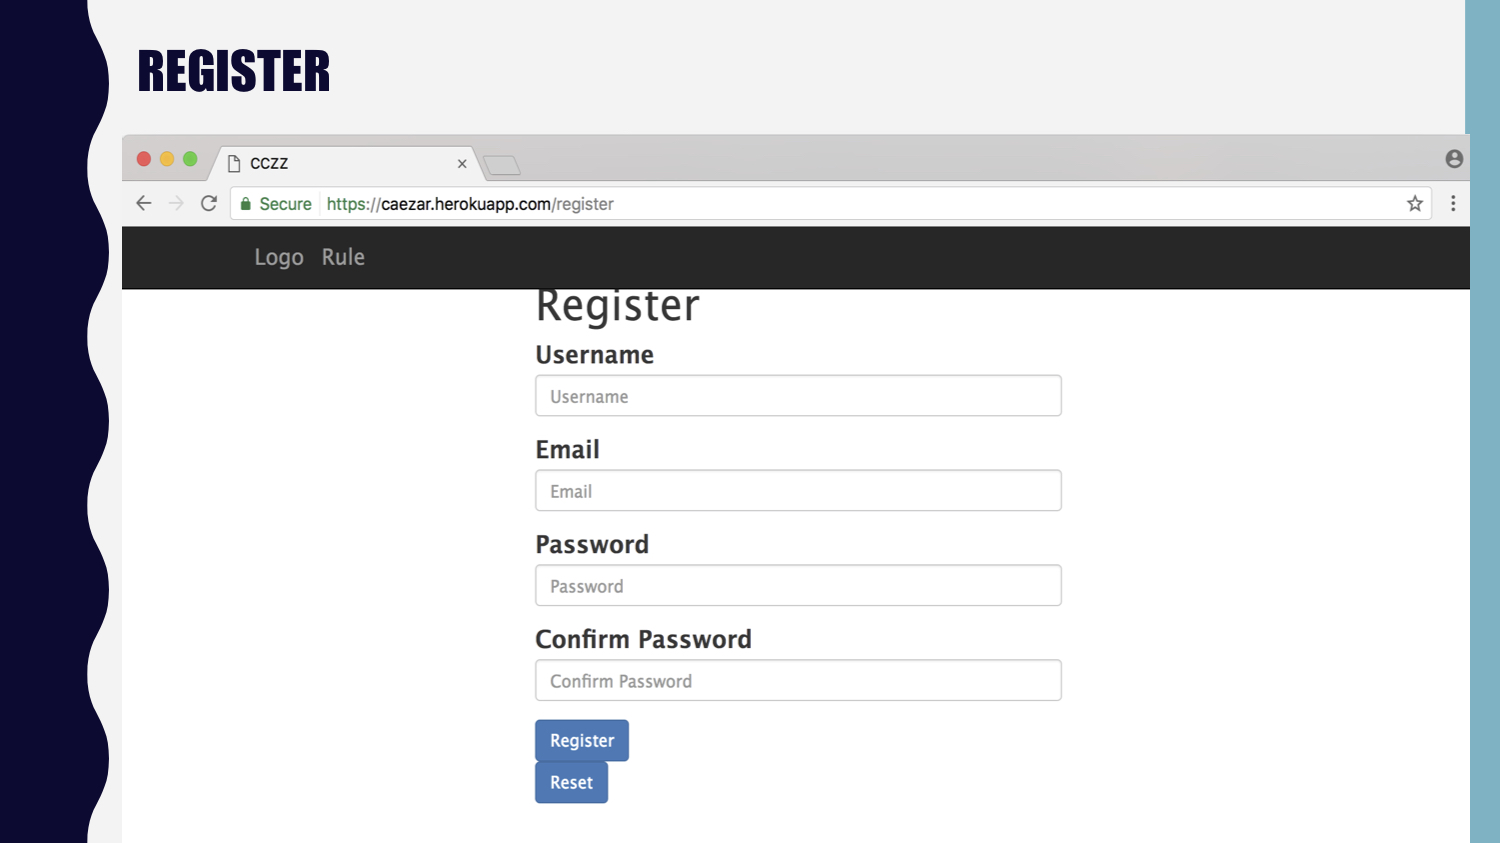 REGISTER
CCZZ
Secure https://caezar.herokuapp.com/register
Logo Rule
Register
Username
Username
Email
Email
Password
Password
Confirm Password
Confirm Password
Register
Reset